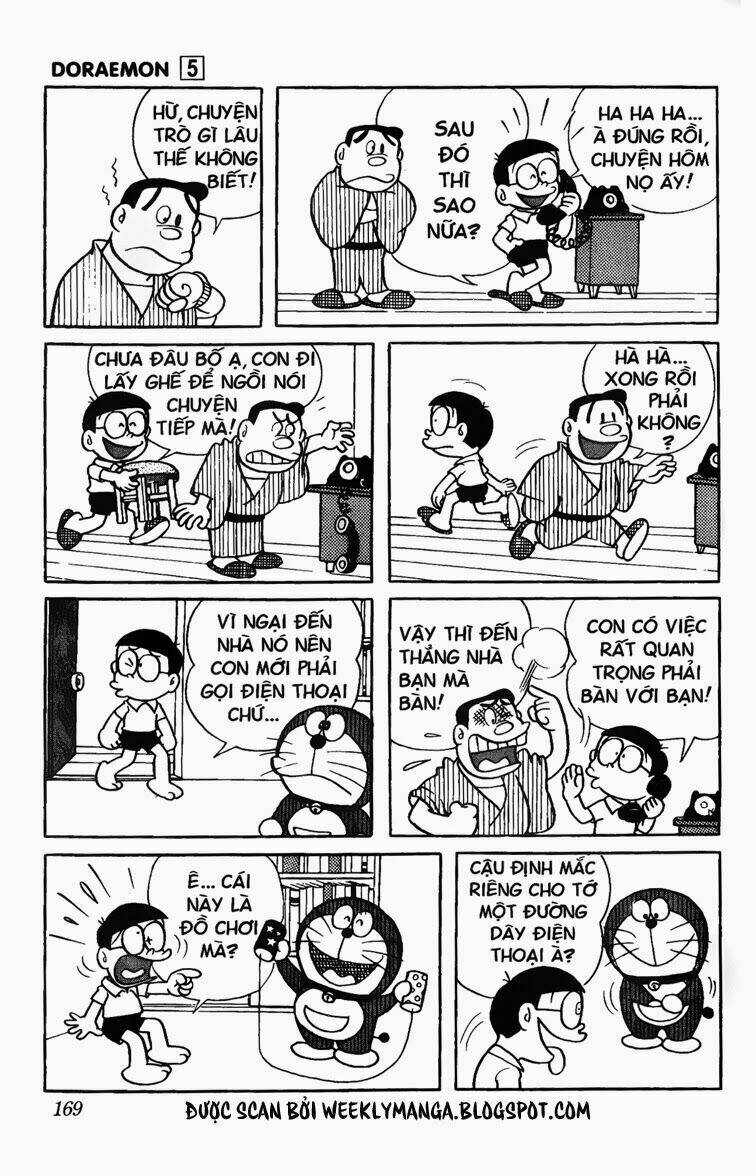 DORAEMON 5
HA HA HA...
À ĐÚNG RỒI,
CHUYỆN HÔM
NỌ ẤY!
SAU
ĐÓ
THÌ
SAO
NỮA?
HỪ, CHUYỆN
TRÒ GÌ LÂU
THẾ KHÔNG
BIẾT!
HÀ HÀ...
XONG RỒI
PHẢI
KHÔNG
?
CHƯA ĐÂU BỐ Ạ, CON ĐI
LẤY GHẾ ĐỂ NGỒI NÓI
CHUYỆN
TIẾP MÀ!
CON CÓ VIỆC
RẤT QUAN
TRỌNG PHẢI
BÀN VỚI BẠN!
VẬY THÌ ĐẾN
THẲNG NHÀ
BẠN MÀ
BÀN!
VÌ NGẠI ĐẾN
NHÀ NÓ NÊN
CON MỚI PHẢI
GỌI ĐIỆN THOẠI
CHỨ...
CẬU ĐỊNH MẮC
RIÊNG CHO TỚ
MỘT ĐƯỜNG
DÂY ĐIỆN
THOẠI À?
Ê... CÁI
NÀY LÀ
ĐỒ CHƠI
MÀ?
169
ĐƯỢC SCAN BỞI WEEKLYMANGA.BLOGSPOT.COM